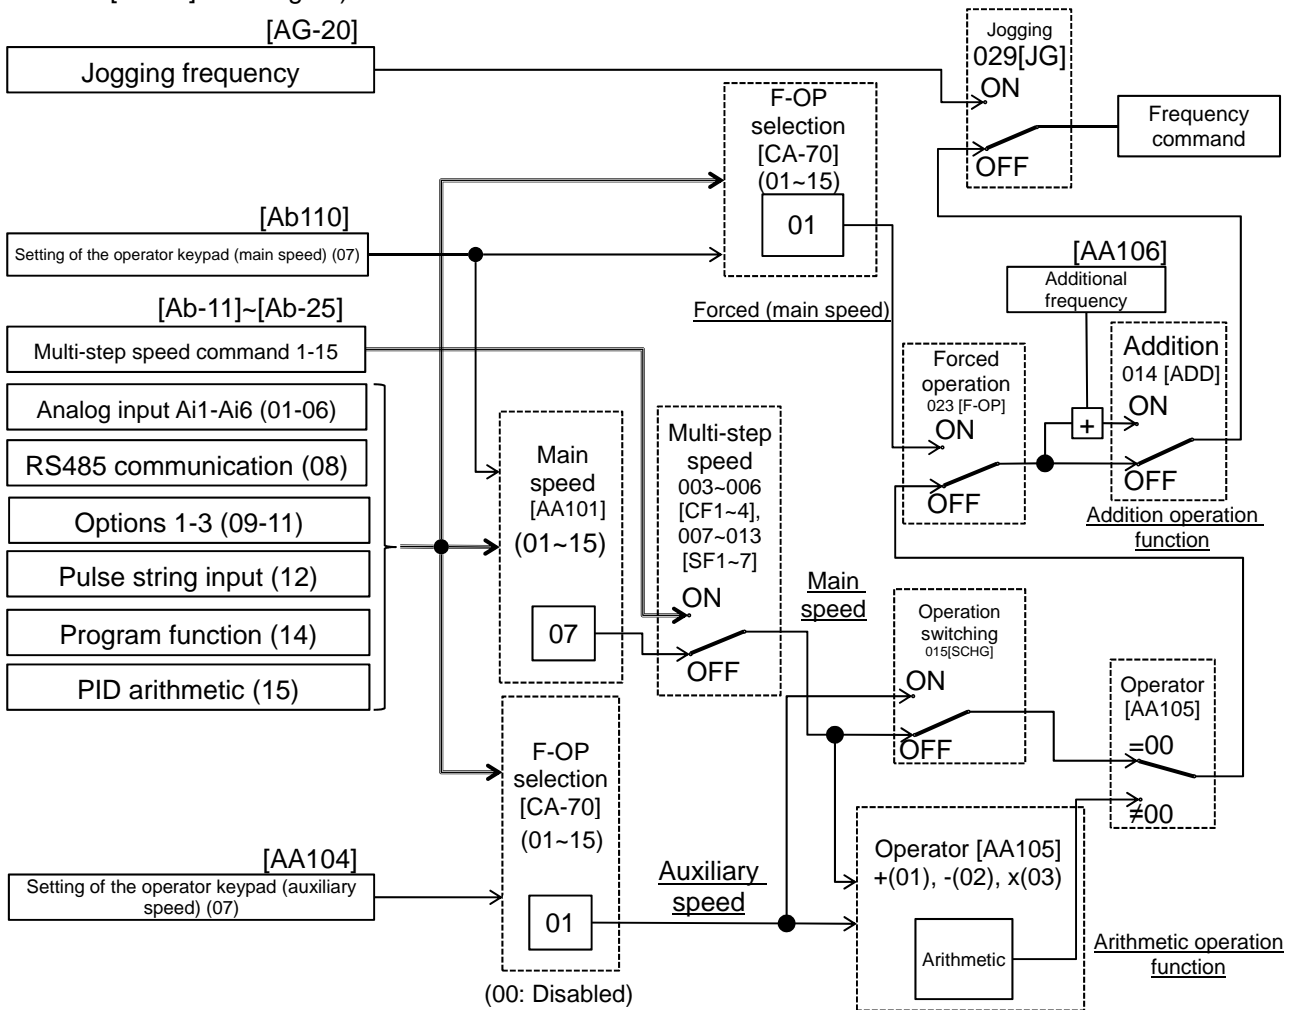 [AG-20]
Jogging frequency
Jogging
029[JG]
ON
OFF
Frequency
command
F-OP
selection
[CA-70]
(01~15)
01
[Ab110]
Setting of the operator keypad (main speed) (07)
Forced (main speed)
[AA106]
Additional
frequency
[Ab-11]~[Ab-25]
Multi-step speed command 1-15
Analog input Ai1-Ai6 (01-06)
RS485 communication (08)
Options 1-3 (09-11)
Pulse string input (12)
Program function (14)
PID arithmetic (15)
Main
speed
[AA101]
(01~15)
07
Multi-step
speed
003~006
[CF1~4],
007~013
[SF1~7]
ON
OFF
Forced
operation
023 [F-OP]
ON
OFF
+
Addition
014 [ADD]
ON
OFF
Addition operation
function
Main
speed
Operation
switching
015[SCHG]
ON
OFF
Operator
[AA105]
=00
≠00
F-OP
selection
[CA-70]
(01~15)
01
(00: Disabled)
[AA104]
Setting of the operator keypad (auxiliary
speed) (07)
Auxiliary
speed
Operator [AA105]
+(01), -(02), x(03)
Arithmetic
Arithmetic operation
function